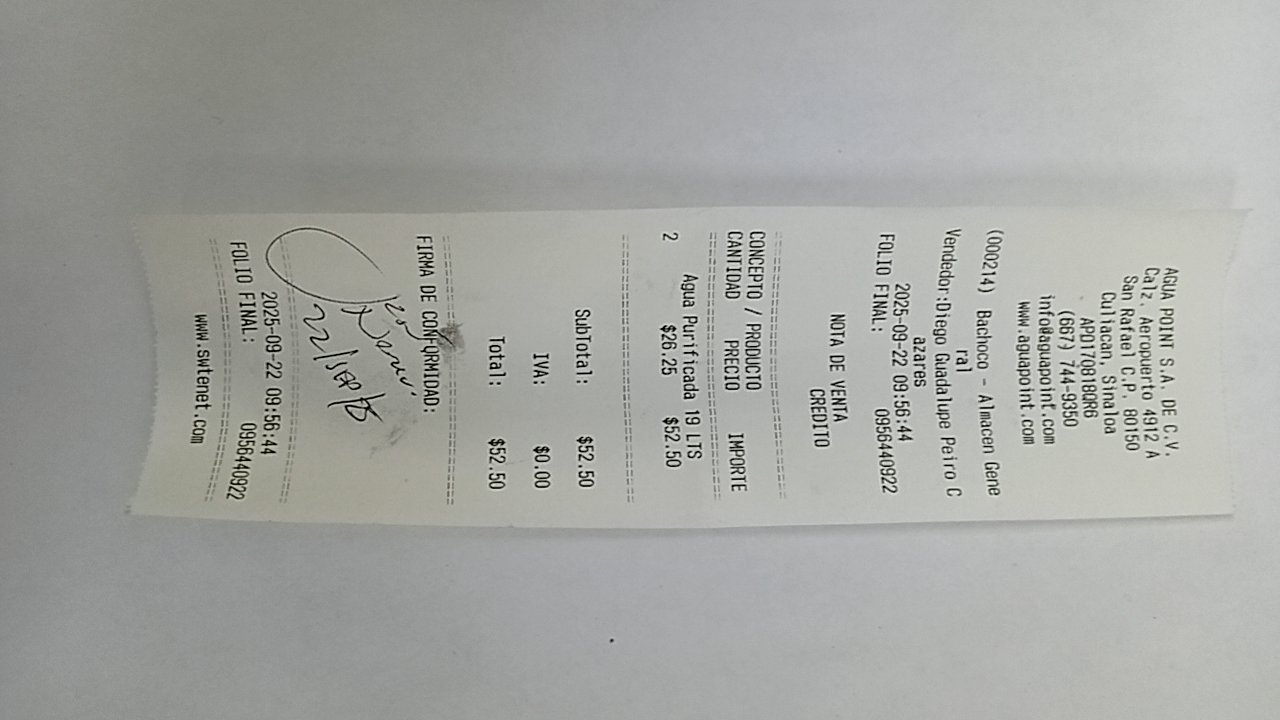 AGUA POINT S.A. DE C.V.
Calz. Aeropuerto 4912 A
San Rafael C.P. 80150
Culiacan, Sinaloa
APO170818QR6
(667) 744-9350
info@aguapoint.com
www.aguapoint.com
(000214) Bachoco - Almacen Gene
ral
Vendedor:Diego Guadalupe Peiro C
azares
2025-09-22 09:56:44
FOLIO FINAL: 0956440922
NOTA DE VENTA
CREDITO
CONCEPTO / PRODUCTO
CANTIDAD PRECIO IMPORTE
Agua Purificada 19 LTS
2 $26.25 $52.50
SubTotal: $52.50
IVA: $0.00
Total: $52.50
FIRMA DE CONFORMIDAD:
22/sep/
2025-09-22 09:56:44
FOLIO FINAL: 0956440922
www.swtenet.com